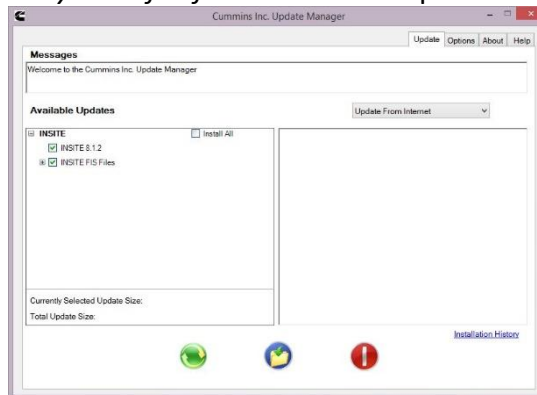 Cummins Inc. Update Manager
Update Options About Help
Messages
Welcome to the Cummins Inc. Update Manager
Available Updates
Update From Internet
INSITE
Install All
INSITE 8.1.2
INSITE FIS Files
Currently Selected Update Size:
Total Update Size:
Installation History